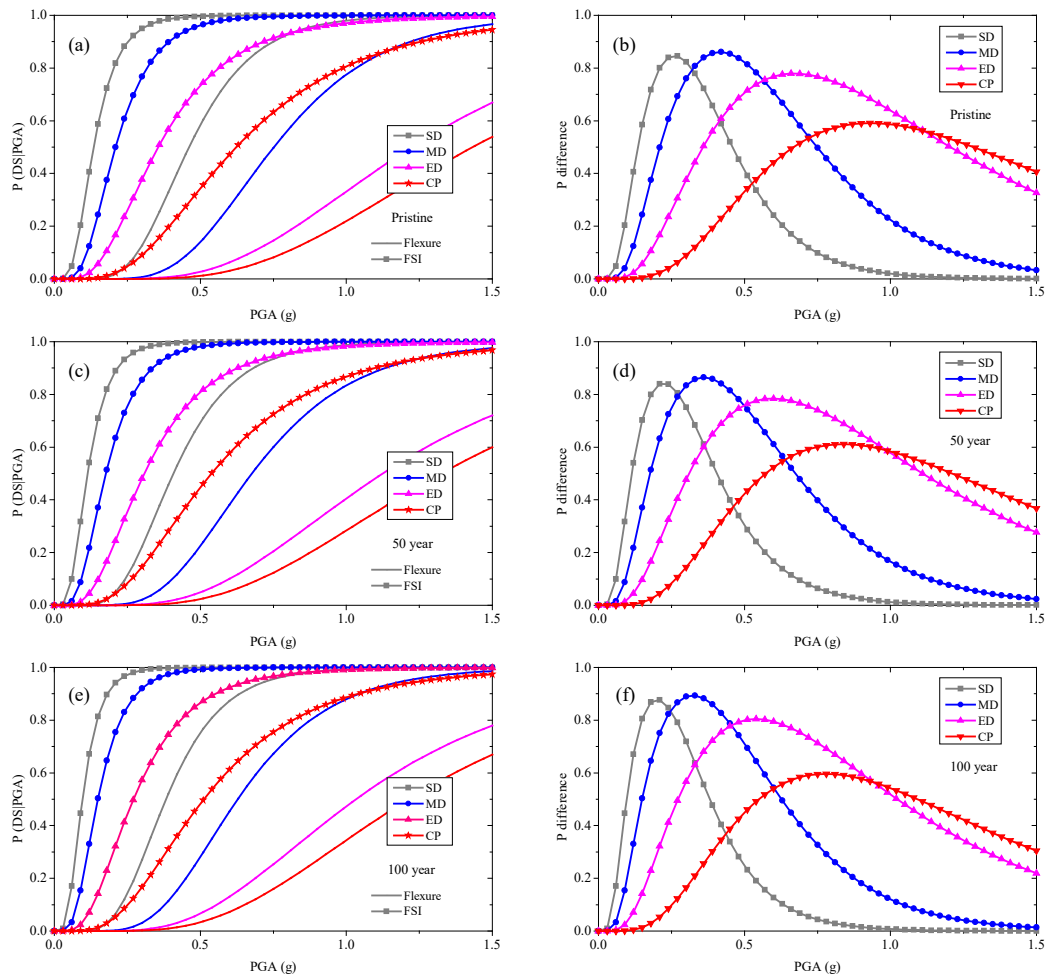 (a)
1.0
0.8
0.6
0.4
0.2
0.0
P (DS|PGA)
SD
MD
ED
CP
Pristine
Flexure
FSI
0.0 0.5 1.0 1.5
PGA (g)
(b)
1.0
0.8
0.6
0.4
0.2
0.0
P difference
SD
MD
ED
CP
Pristine
0.0 0.5 1.0 1.5
PGA (g)
(c)
1.0
0.8
0.6
0.4
0.2
0.0
P (DS|PGA)
SD
MD
ED
CP
50 year
Flexure
FSI
0.0 0.5 1.0 1.5
PGA (g)
(d)
1.0
0.8
0.6
0.4
0.2
0.0
P difference
SD
MD
ED
CP
50 year
0.0 0.5 1.0 1.5
PGA (g)
(e)
1.0
0.8
0.6
0.4
0.2
0.0
P (DS|PGA)
SD
MD
ED
CP
100 year
Flexure
FSI
0.0 0.5 1.0 1.5
PGA (g)
(f)
1.0
0.8
0.6
0.4
0.2
0.0
P difference
SD
MD
ED
CP
100 year
0.0 0.5 1.0 1.5
PGA (g)